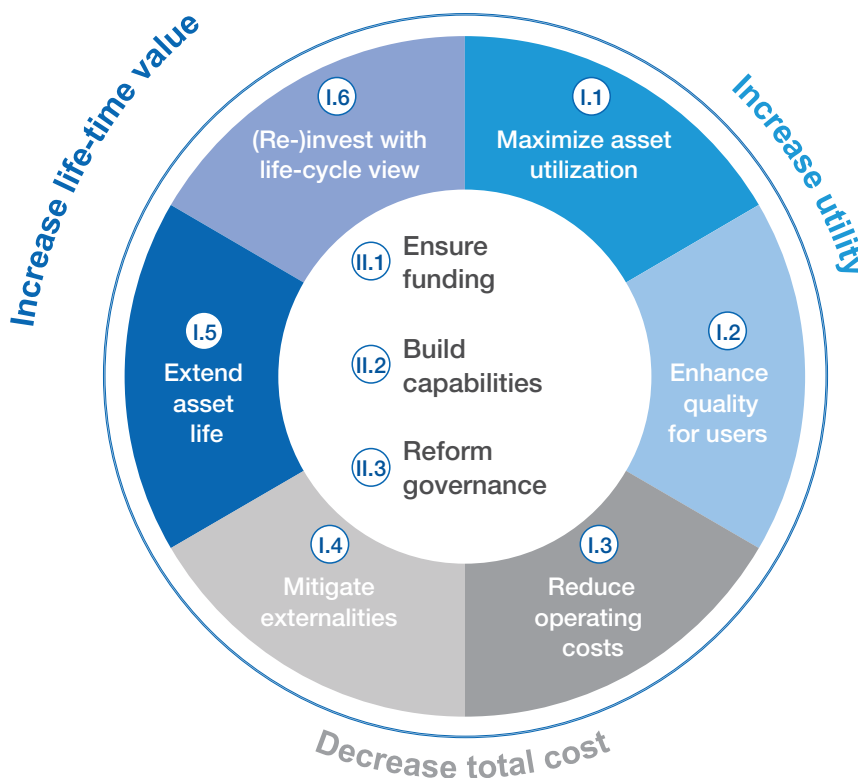 Increase life-time value
Increase utility
I.6
(Re-)invest with
life-cycle view
I.1
Maximize asset
utilization
I.2
Enhance
quality
for users
I.3
Reduce
operating
costs
I.4
Mitigate
externalities
I.5
Extend
asset
life
II.1
Ensure
funding
II.2
Build
capabilities
II.3
Reform
governance
Decrease total cost